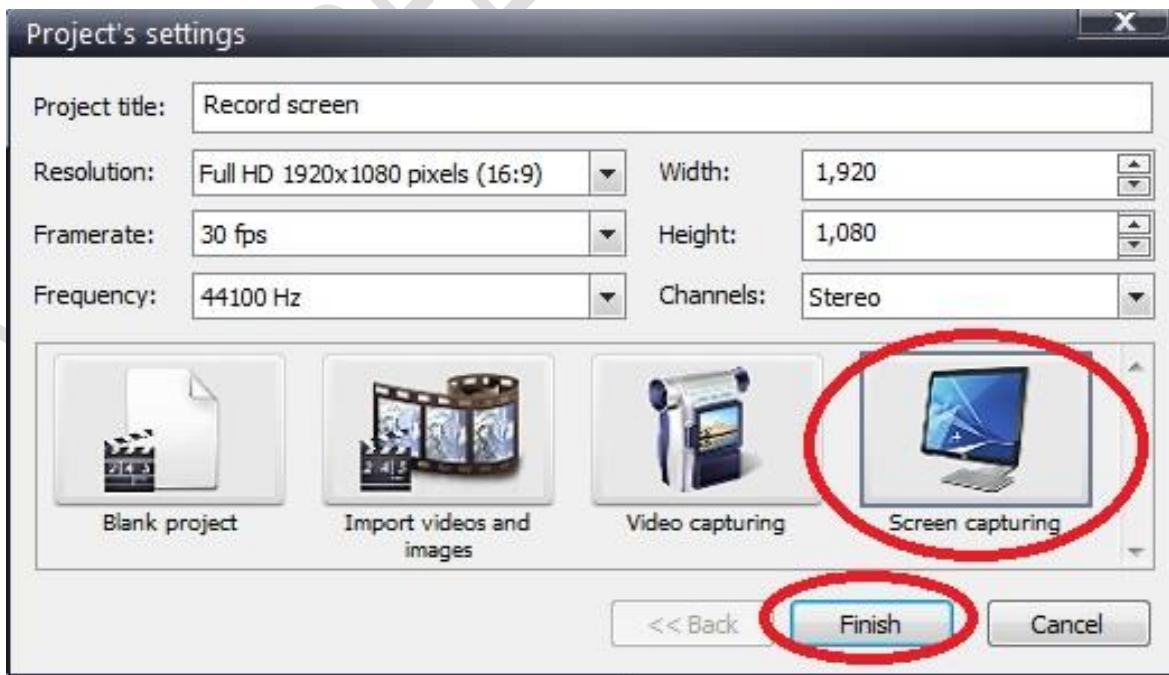 Project's settings
X
Project title: Record screen
Resolution: Full HD 1920x1080 pixels (16:9) Width: 1,920
Framerate: 30 fps Height: 1,080
Frequency: 44100 Hz Channels: Stereo
Blank project
Import videos and
images
Video capturing
Screen capturing
<< Back Finish Cancel